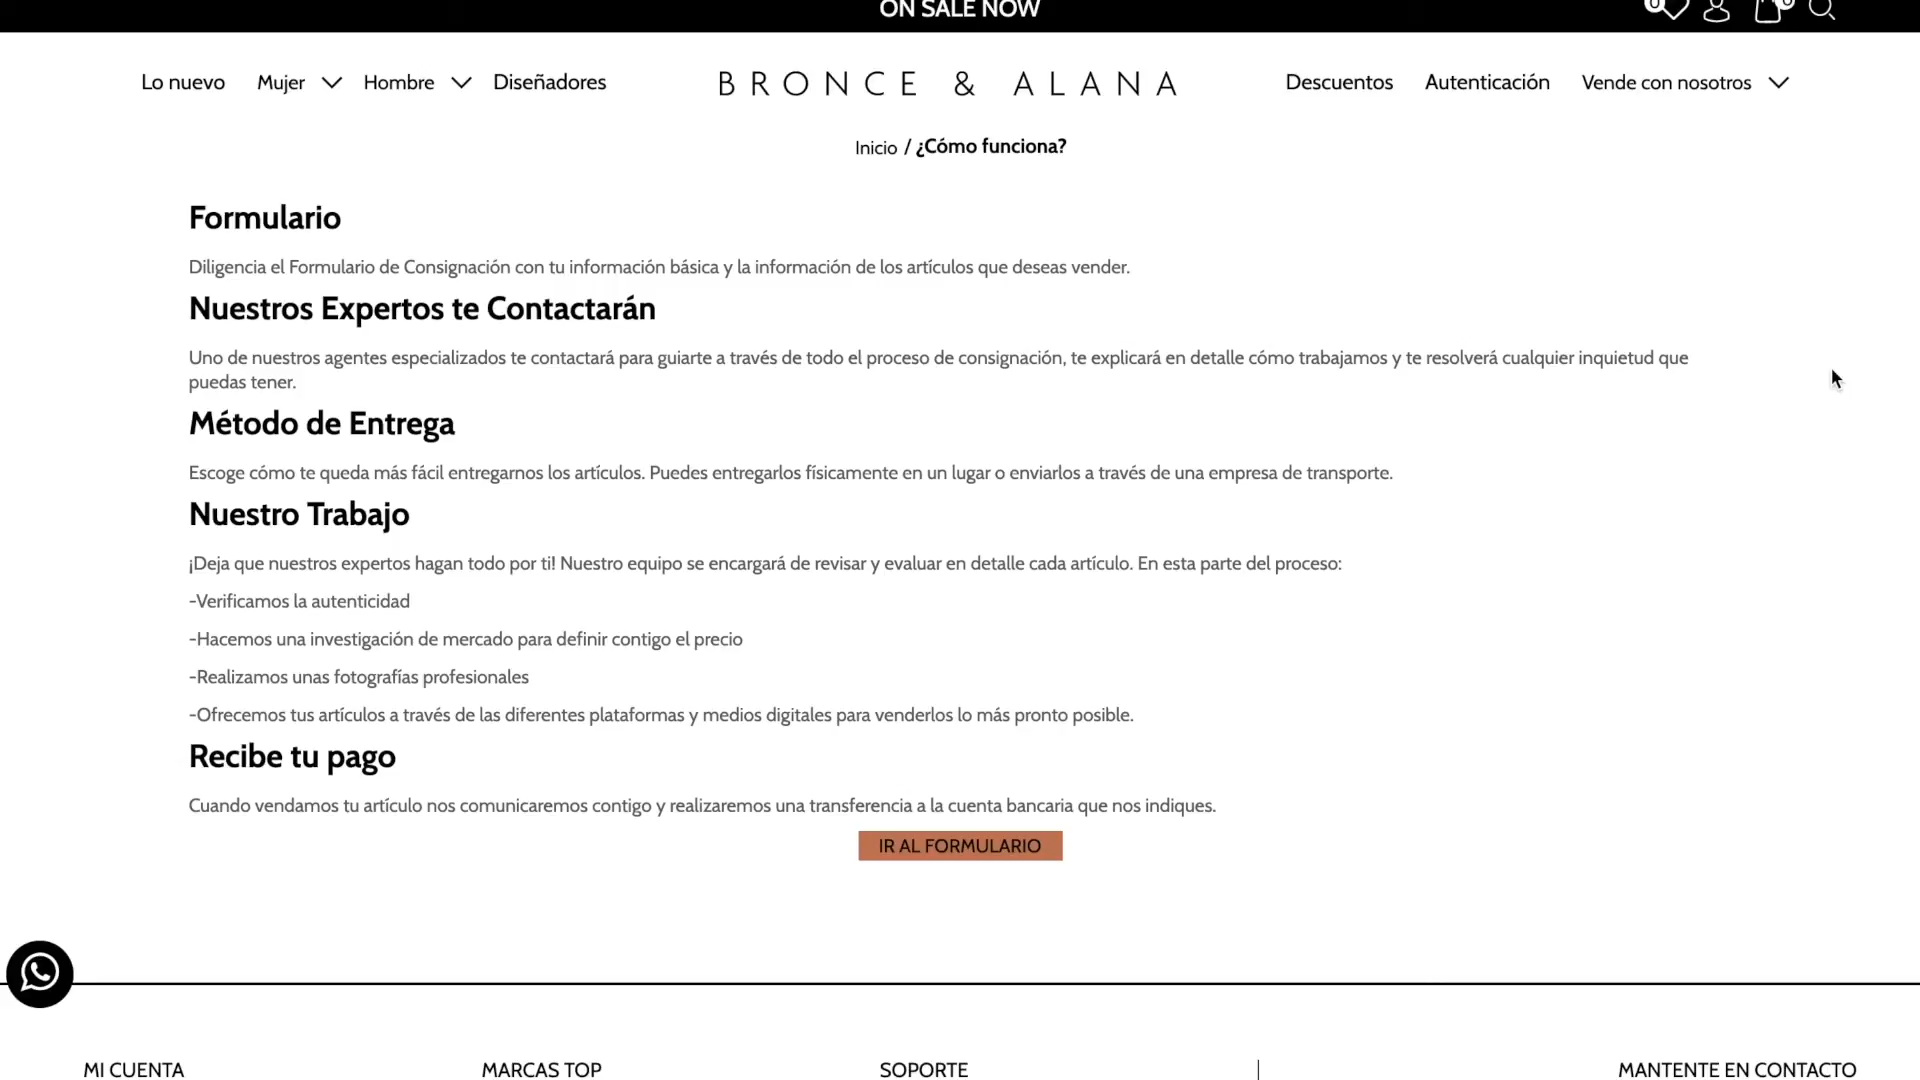 ON SALE NOW
0
0
Lo nuevo
Mujer
Hombre
Diseñadores
BRONCE & ALANA
Descuentos
Autenticación
Vende con nosotros
Inicio / ¿Cómo funciona?
Formulario
Diligencia el Formulario de Consignación con tu información básica y la información de los artículos que deseas vender.
Nuestros Expertos te Contactarán
Uno de nuestros agentes especializados te contactará para guiarte a través de todo el proceso de consignación, te explicará en detalle cómo trabajamos y te resolverá cualquier inquietud que
puedas tener.
Método de Entrega
Escoge cómo te queda más fácil entregarnos los artículos. Puedes entregarlos físicamente en un lugar o enviarlos a través de una empresa de transporte.
Nuestro Trabajo
¡Deja que nuestros expertos hagan todo por ti! Nuestro equipo se encargará de revisar y evaluar en detalle cada artículo. En esta parte del proceso:
-Verificamos la autenticidad
-Hacemos una investigación de mercado para definir contigo el precio
-Realizamos unas fotografías profesionales
-Ofrecemos tus artículos a través de las diferentes plataformas y medios digitales para venderlos lo más pronto posible.
Recibe tu pago
Cuando vendamos tu artículo nos comunicaremos contigo y realizaremos una transferencia a la cuenta bancaria que nos indiques.
IR AL FORMULARIO
MI CUENTA
MARCAS TOP
SOPORTE
MANTENTE EN CONTACTO